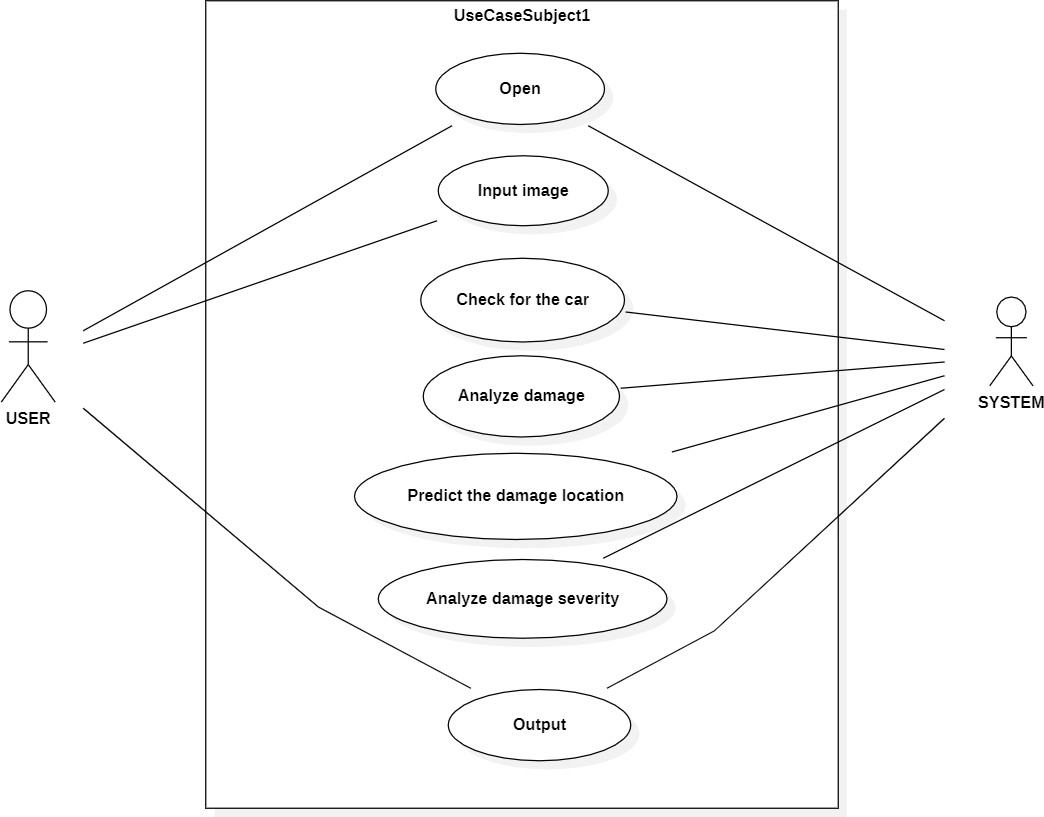 UseCaseSubject1
Open
Input image
Check for the car
Analyze damage
USER
SYSTEM
Predict the damage location
Analyze damage severity
Output